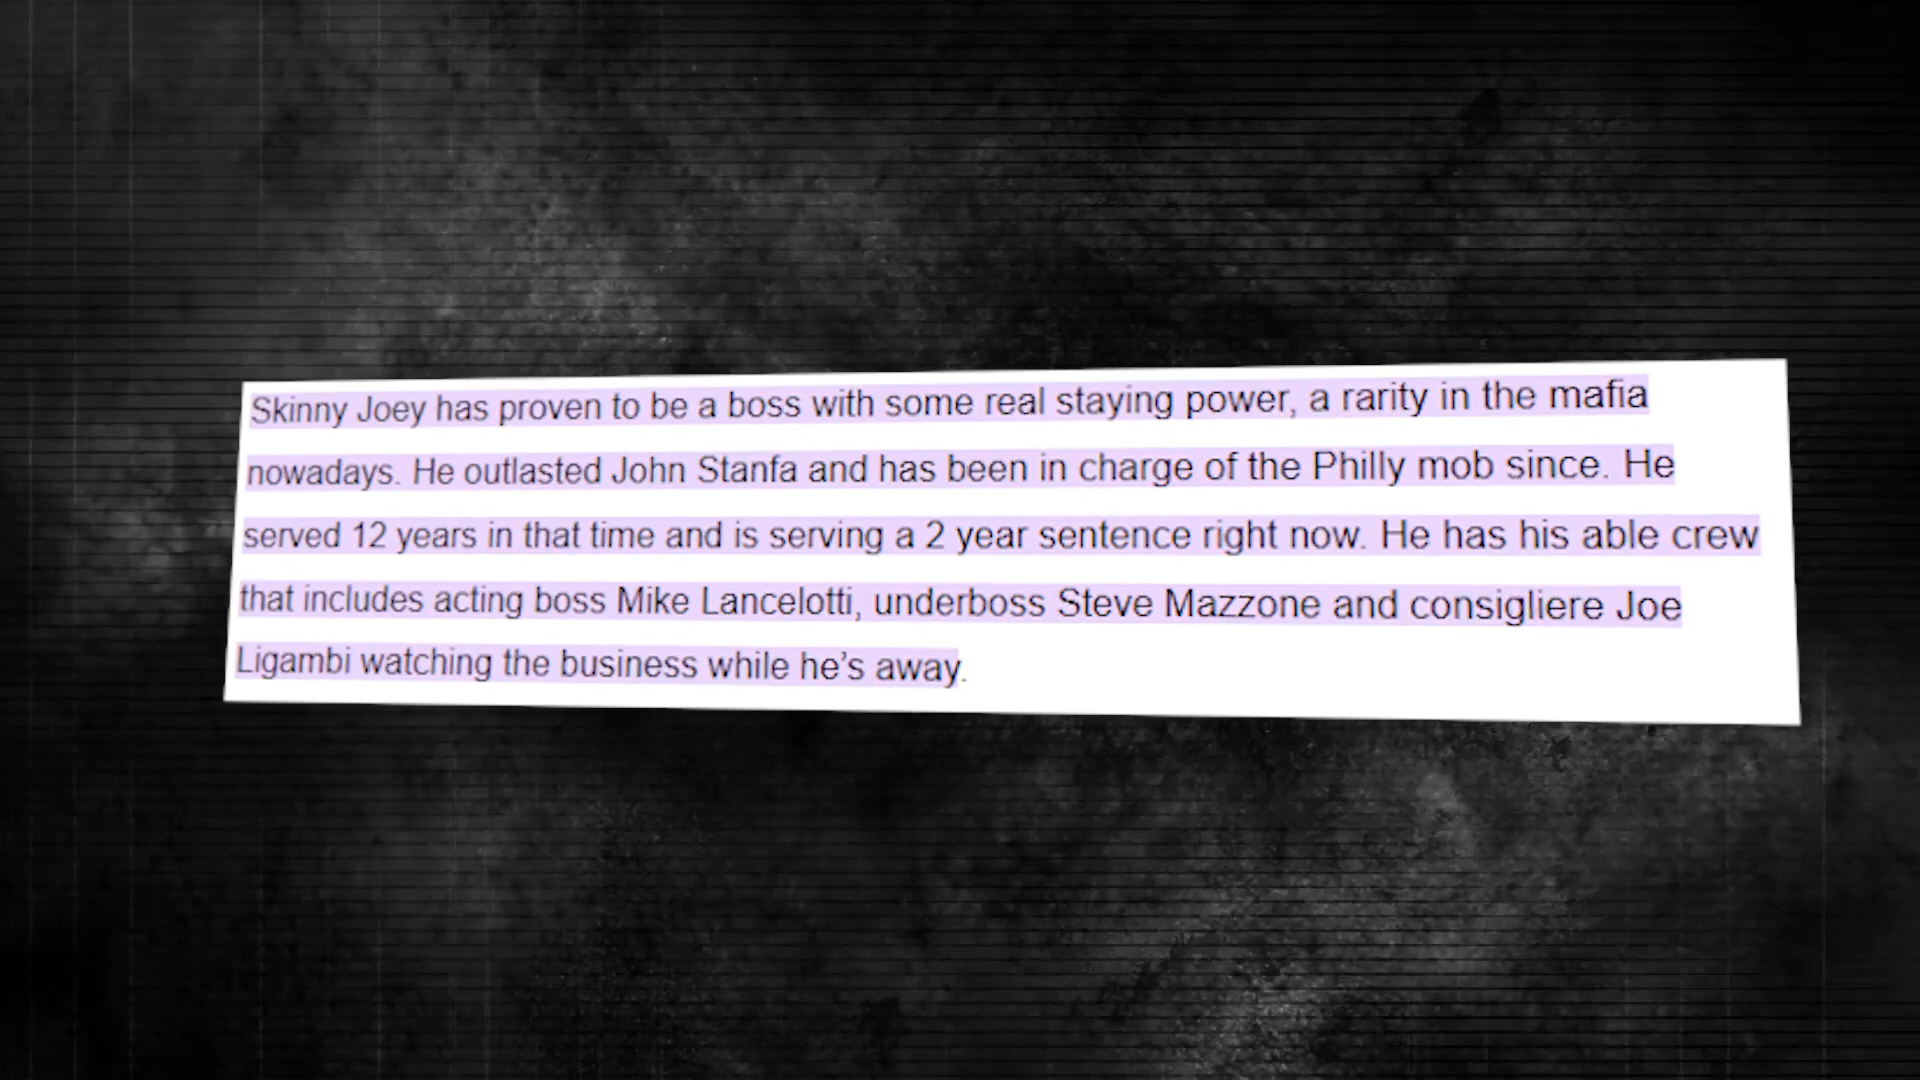 Skinny Joey has proven to be a boss with some real staying power, a rarity in the mafia
nowadays. He outlasted John Stanfa and has been in charge of the Philly mob since. He
served 12 years in that time and is serving a 2 year sentence right now. He has his able crew
that includes acting boss Mike Lancelotti, underboss Steve Mazzone and consigliere Joe
Ligambi watching the business while he’s away.